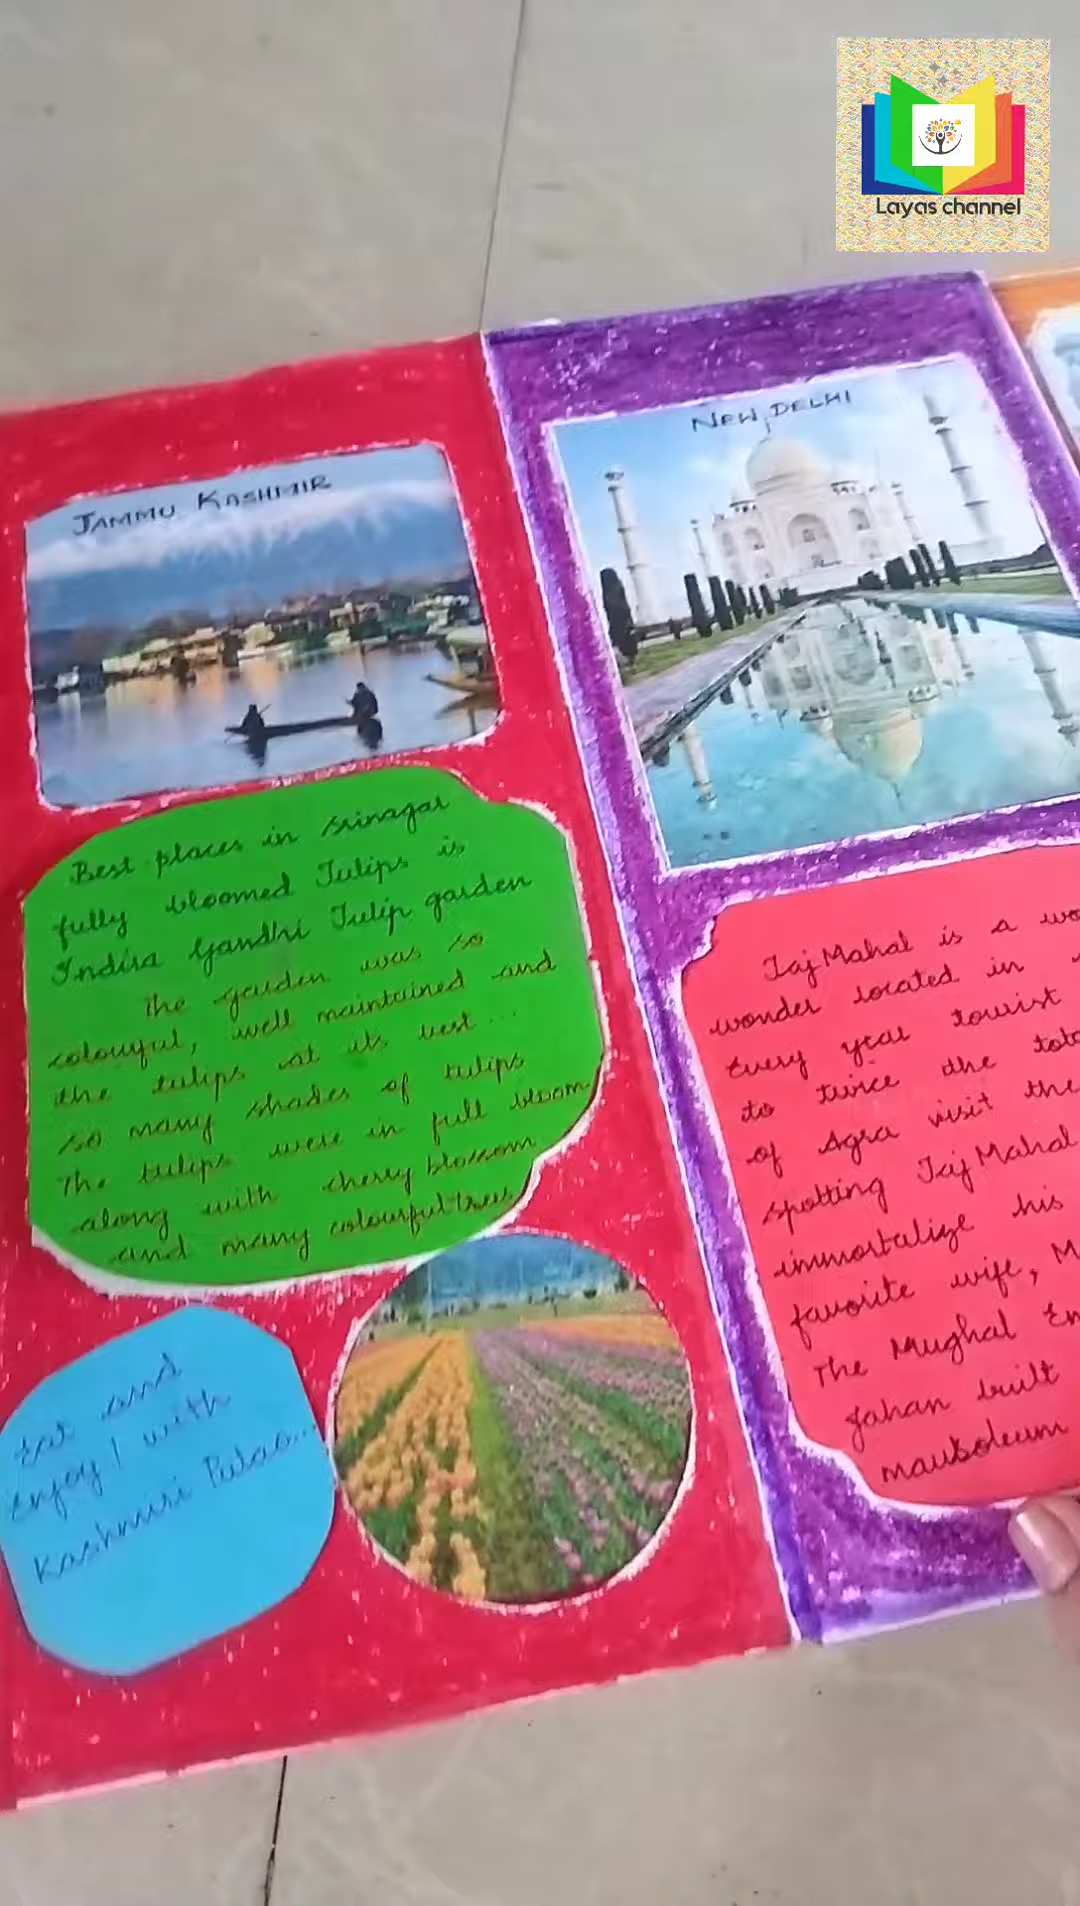 Layas channel
JAMMU KASHMIR
Best places in srinagar
fully bloomed Tulips is
Indira Gandhi Tulip garden
The garden was so
colourful, well maintained and
the tulips at it's best...
so many shades of tulips
The tulips were in full bloom
along with cherry blossom
and many colourful trees
Eat and
enjoy! with
Kashmiri Pulao...
NEW DELHI
Taj Mahal is a
wonder located in
Every year tourist
to twice the
of Agra visit the
spotting Taj Mahal
immortalize his
favorite wife,
The Mughal
Jahan built
mausoleum